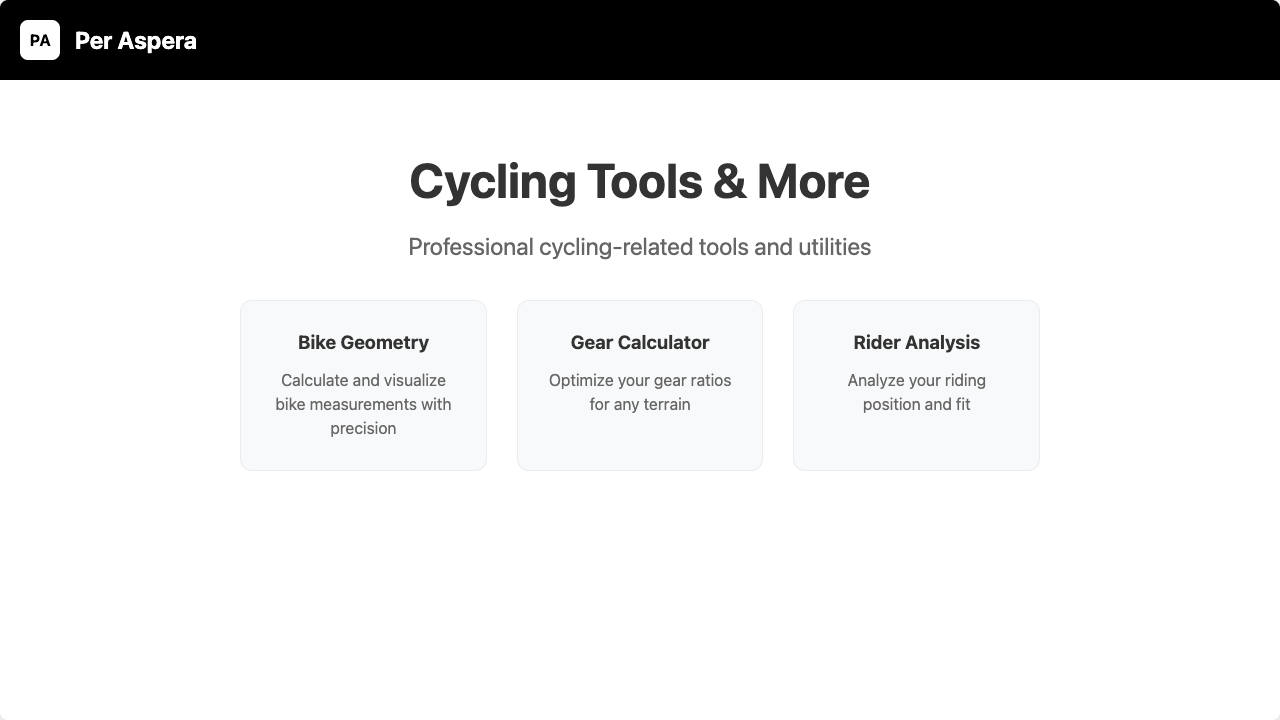 PA
Per Aspera
Cycling Tools & More
Professional cycling-related tools and utilities
Bike Geometry
Calculate and visualize
bike measurements with
precision
Gear Calculator
Optimize your gear ratios
for any terrain
Rider Analysis
Analyze your riding
position and fit